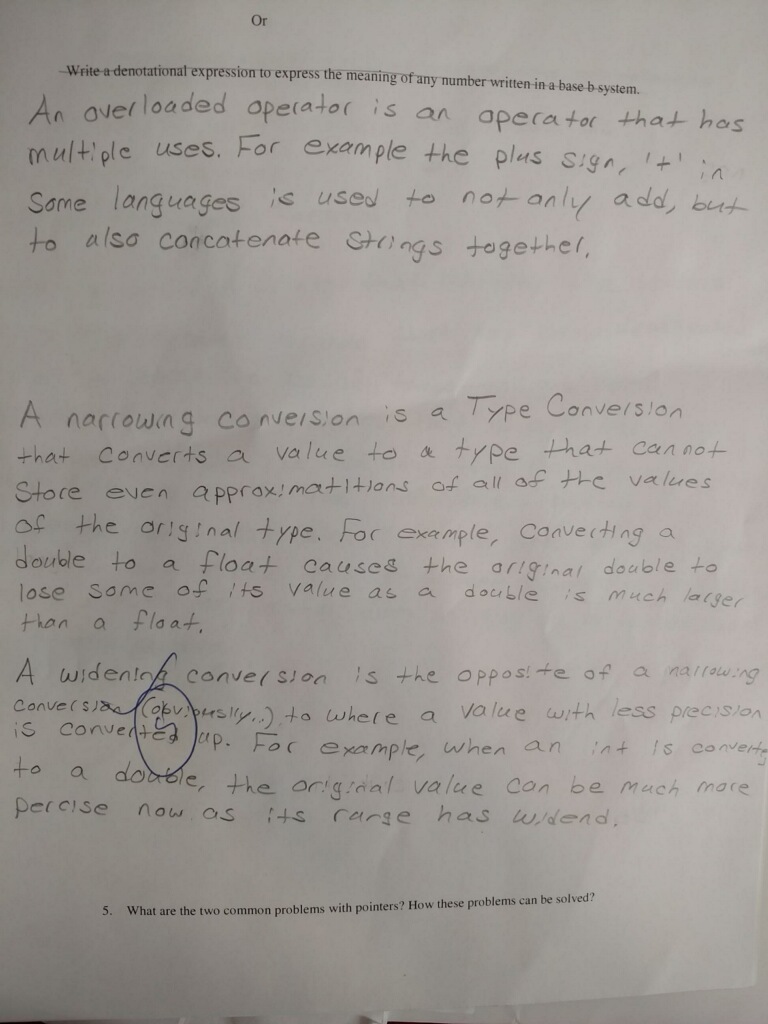 Or
Write a denotational expression to express the meaning of any number written in a base b system.
An overloaded operator is an operator that has
multiple uses. For example the plus sign, '+' in
Some languages is used to not only add, but
to also concatenate Strings together.
A narrowing conversion is a Type Conversion
that converts a value to a type that cannot
Store even approximatitions of all of the values
of the original type. For example, converting a
double to a float causes the original double to
lose some of its value as a double is much larger
than a float.
A widening conversion is the opposite of a narrowing
conversion (obviously..) to where a value with less precision
is converted up. For example, when an int is converte
to a double, the original value can be much more
percise now as its range has widend.
5. What are the two common problems with pointers? How these problems can be solved?